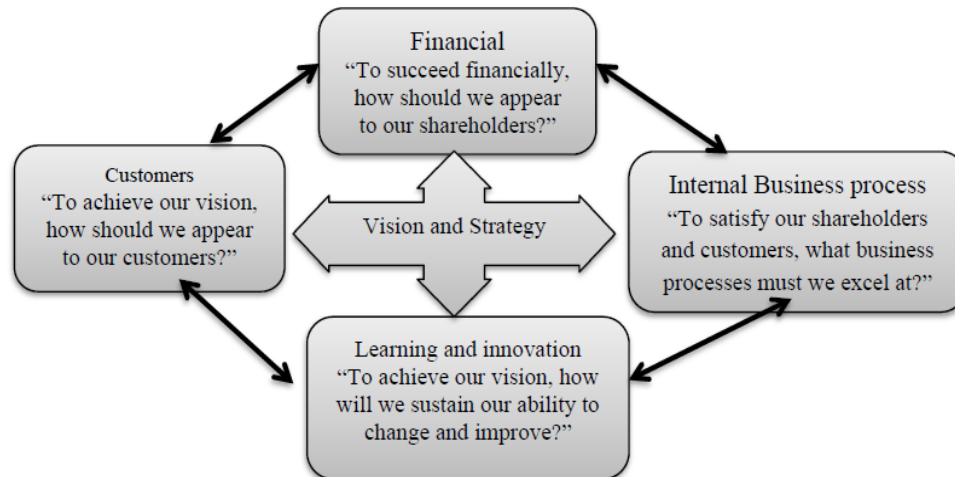 Financial
“To succeed financially,
how should we appear
to our shareholders?”
Customers
“To achieve our vision,
how should we appear
to our customers?”
Vision and Strategy
Internal Business process
“To satisfy our shareholders
and customers, what business
processes must we excel at?”
Learning and innovation
“To achieve our vision, how
will we sustain our ability to
change and improve?”